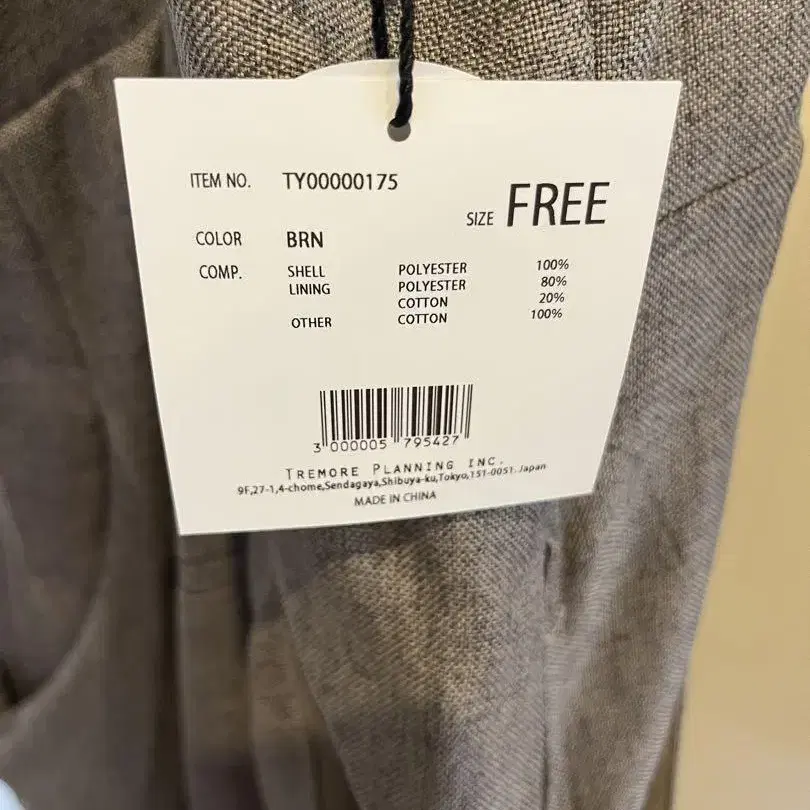 ITEM NO. TY00000175
SIZE FREE
COLOR BRN
COMP. SHELL POLYESTER 100%
LINING POLYESTER 80%
COTTON 20%
OTHER COTTON 100%
3 000005 795427
TREMORE PLANNING INC.
9F,27-1,4-chome,Sendagaya,Shibuya-ku,Tokyo,151-0051, Japan
MADE IN CHINA